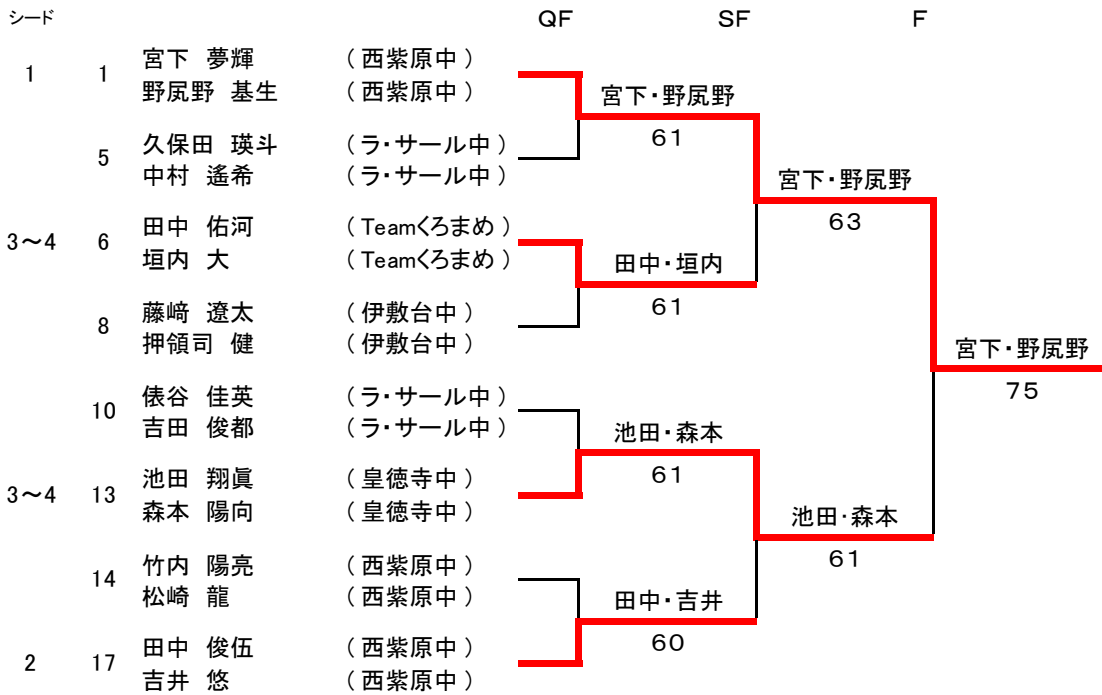 シード QF SF F
宮下 夢輝 (西紫原中)
1 1
野尻野 基生 (西紫原中)
宮下・野尻野
61
久保田 瑛斗 (ラ・サール中)
5
中村 遙希 (ラ・サール中)
宮下・野尻野
63
田中 佑河 (Teamくろまめ)
3～4 6
垣内 大 (Teamくろまめ)
田中・垣内
61
藤﨑 遼太 (伊敷台中)
8
押領司 健 (伊敷台中)
宮下・野尻野
75
俵谷 佳英 (ラ・サール中)
10
吉田 俊都 (ラ・サール中)
池田・森本
61
池田 翔眞 (皇徳寺中)
3～4 13
森本 陽向 (皇徳寺中)
池田・森本
61
竹内 陽亮 (西紫原中)
14
松崎 龍 (西紫原中)
田中・吉井
60
田中 俊伍 (西紫原中)
2 17
吉井 悠 (西紫原中)